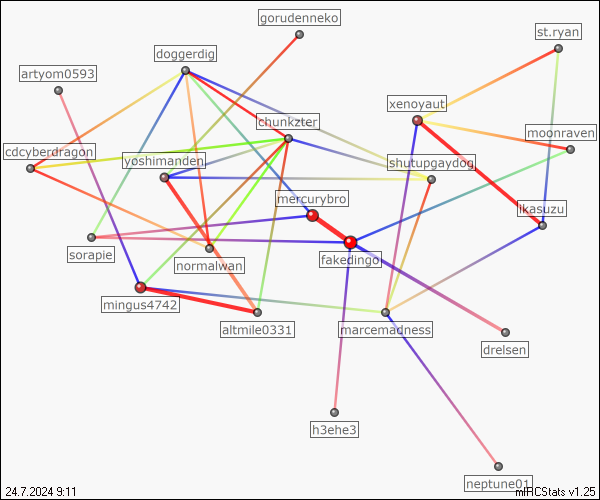 gorudenneko
st.ryan
doggerdig
artyom0593
xenoyaut
chunkzter
moonraven
cdcyberdragon
yoshimanden
shutupgaydog
mercurybro
ikasuzu
sorapie
fakedingo
normalwan
mingus4742
altmile0331
marcemadness
drelsen
h3ehe3
neptune01
24.7.2024 9:11
mIRCStats v1.25